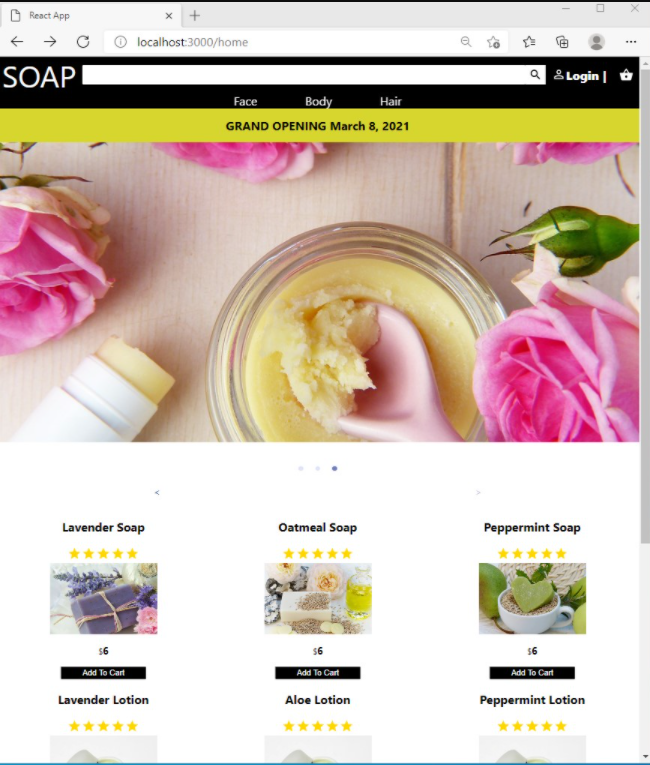 React App
localhost:3000/home
SOAP
Login |
Face Body Hair
GRAND OPENING March 8, 2021
< >
Lavender Soap Oatmeal Soap Peppermint Soap
$6 $6 $6
Add To Cart Add To Cart Add To Cart
Lavender Lotion Aloe Lotion Peppermint Lotion